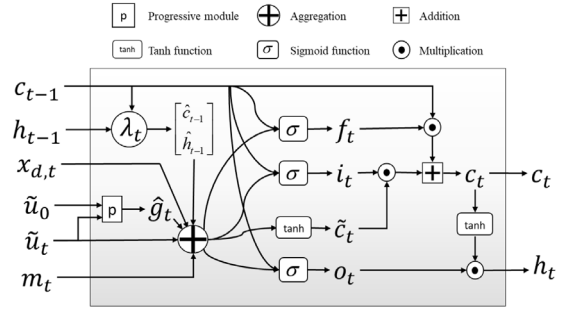 p Progressive module Aggregation + Addition
tanh Tanh function σ Sigmoid function Multiplication
c_{t-1}
h_{t-1} λ_t [ĉ_{t-1} ĥ_{t-1}] σ f_t
x_{d,t} σ i_t + c_t c_t
ũ_0 p ĝ_t tanh c̃_t tanh
ũ_t
m_t σ o_t h_t